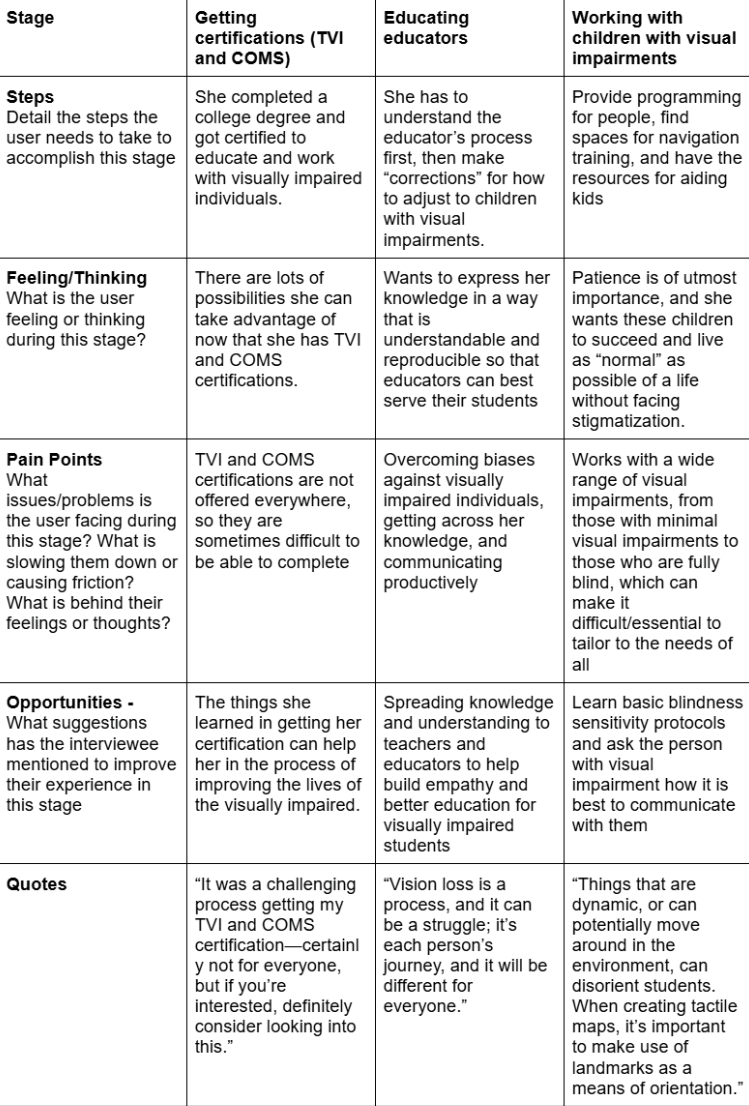 Stage
Getting
certifications (TVI
and COMS)
Educating
educators
Working with
children with visual
impairments
Steps
Detail the steps the
user needs to take to
accomplish this stage
She completed a
college degree and
got certified to
educate and work
with visually impaired
individuals.
She has to
understand the
educator's process
first, then make
“corrections” for how
to adjust to children
with visual
impairments.
Provide programming
for people, find
spaces for navigation
training, and have the
resources for aiding
kids
Feeling/Thinking
What is the user
feeling or thinking
during this stage?
There are lots of
possibilities she can
take advantage of
now that she has TVI
and COMS
certifications.
Wants to express her
knowledge in a way
that is
understandable and
reproducible so that
educators can best
serve their students
Patience is of utmost
importance, and she
wants these children
to succeed and live
as “normal” as
possible of a life
without facing
stigmatization.
Pain Points
What
issues/problems is
the user facing during
this stage? What is
slowing them down or
causing friction?
What is behind their
feelings or thoughts?
TVI and COMS
certifications are not
offered everywhere,
so they are
sometimes difficult to
be able to complete
Overcoming biases
against visually
impaired individuals,
getting across her
knowledge, and
communicating
productively
Works with a wide
range of visual
impairments, from
those with minimal
visual impairments to
those who are fully
blind, which can
make it
difficult/essential to
tailor to the needs of
all
Opportunities -
What suggestions
has the interviewee
mentioned to improve
their experience in
this stage
The things she
learned in getting her
certification can help
her in the process of
improving the lives of
the visually impaired.
Spreading knowledge
and understanding to
teachers and
educators to help
build empathy and
better education for
visually impaired
students
Learn basic blindness
sensitivity protocols
and ask the person
with visual
impairment how it is
best to communicate
with them
Quotes
“It was a challenging
process getting my
TVI and COMS
certification—certainl
y not for everyone,
but if you're
interested, definitely
consider looking into
this.”
“Vision loss is a
process, and it can
be a struggle; it's
each person's
journey, and it will be
different for
everyone.”
“Things that are
dynamic, or can
potentially move
around in the
environment, can
disorient students.
When creating tactile
maps, it's important
to make use of
landmarks as a
means of orientation.”